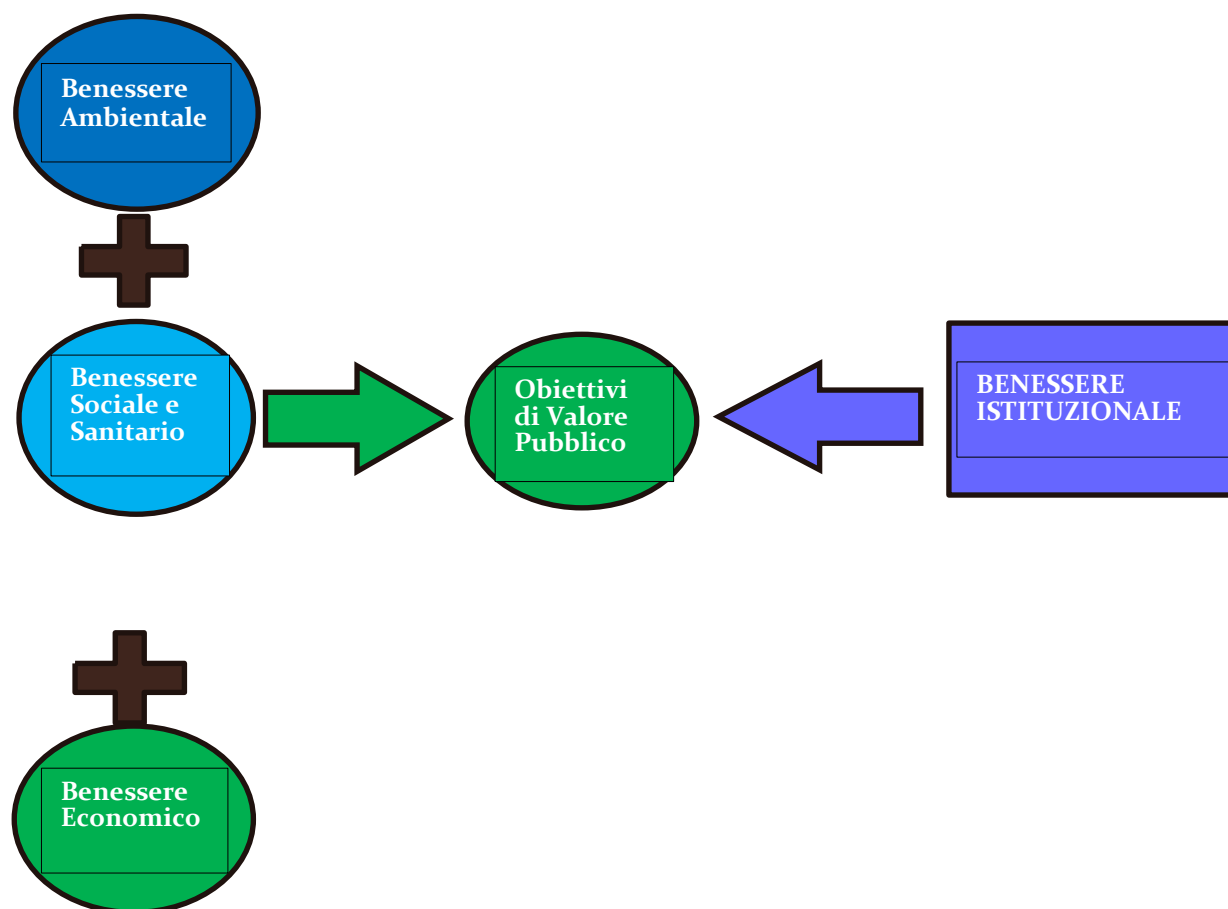 Benessere
Ambientale
Benessere
Sociale e
Sanitario
Obiettivi
di Valore
Pubblico
BENESSERE
ISTITUZIONALE
Benessere
Economico